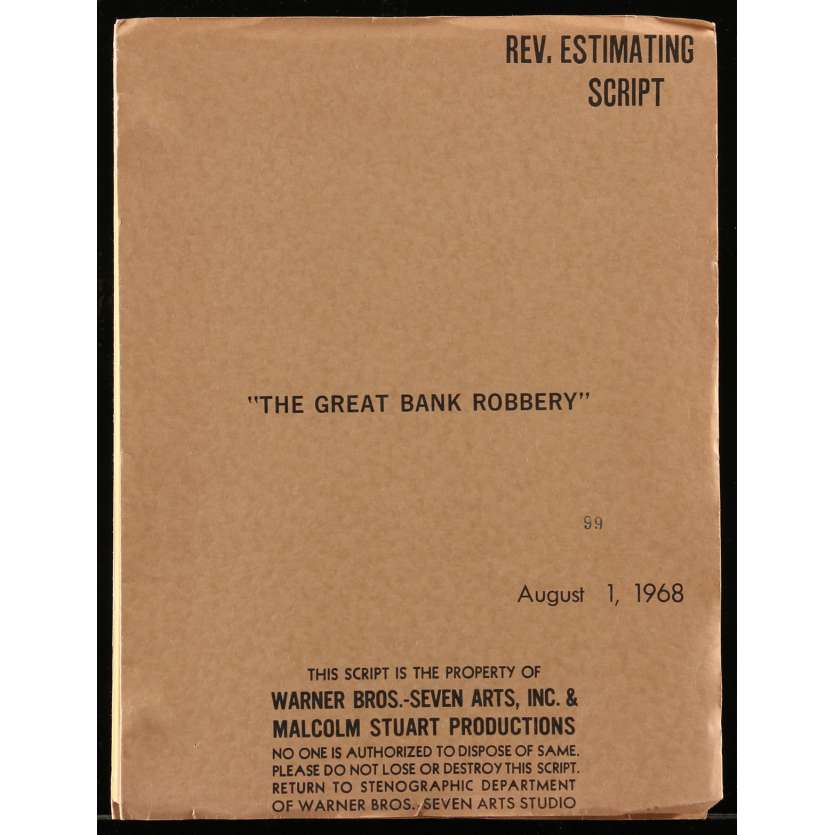 REV. ESTIMATING
SCRIPT
"THE GREAT BANK ROBBERY"
99
August 1, 1968
THIS SCRIPT IS THE PROPERTY OF
WARNER BROS.-SEVEN ARTS, INC. &
MALCOLM STUART PRODUCTIONS
NO ONE IS AUTHORIZED TO DISPOSE OF SAME.
PLEASE DO NOT LOSE OR DESTROY THIS SCRIPT.
RETURN TO STENOGRAPHIC DEPARTMENT
OF WARNER BROS.-SEVEN ARTS STUDIO